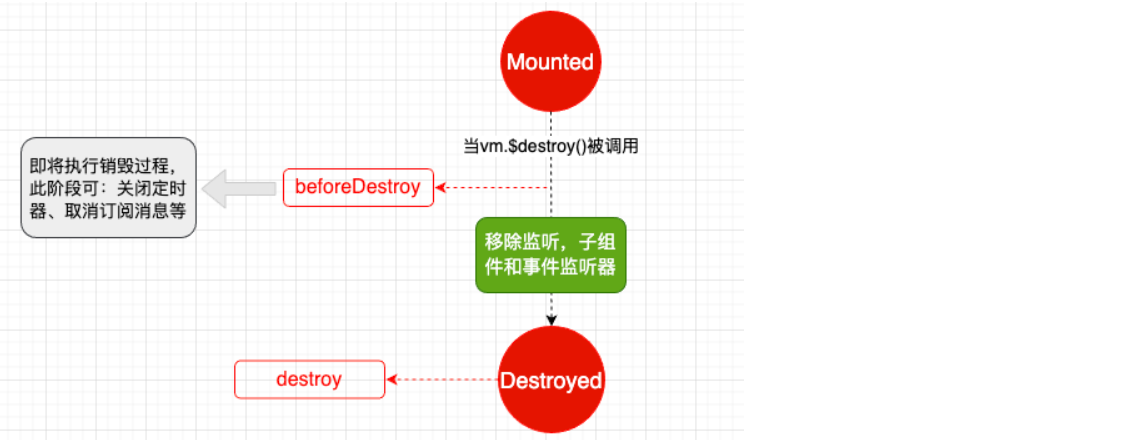 Mounted
当vm.$destroy()被调用
即将执行销毁过程，
此阶段可：关闭定时
器、取消订阅消息等
beforeDestroy
移除监听，子组
件和事件监听器
destroy
Destroyed